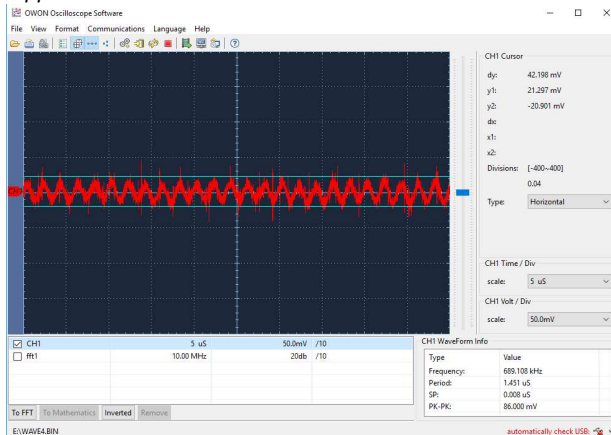 OWON Oscilloscope Software
File View Format Communications Language Help
CH1 Cursor
dy: 42.198 mV
y1: 21.297 mV
y2: -20.901 mV
dx:
x1:
x2:
Divisions: [-400~400]
0.04
Type: Horizontal
CH1 Time / Div
scale: 5 uS
CH1 Volt / Div
scale: 50.0mV
CH1 5 uS 50.0mV /10
fft1 10.00 MHz 20db /10
To FFT To Mathematics Inverted Remove
CH1 WaveForm Info
Type Value
Frequency: 689.108 kHz
Period: 1.451 uS
SP: 0.008 uS
PK-PK: 86.000 mV
E:\WAVE4.BIN
automatically check USB: